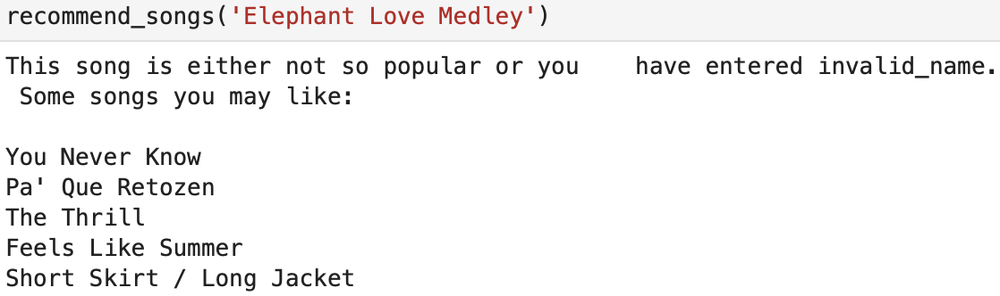 recommend_songs('Elephant Love Medley')
This song is either not so popular or you    have entered invalid_name.
 Some songs you may like:
You Never Know
Pa' Que Retozen
The Thrill
Feels Like Summer
Short Skirt / Long Jacket